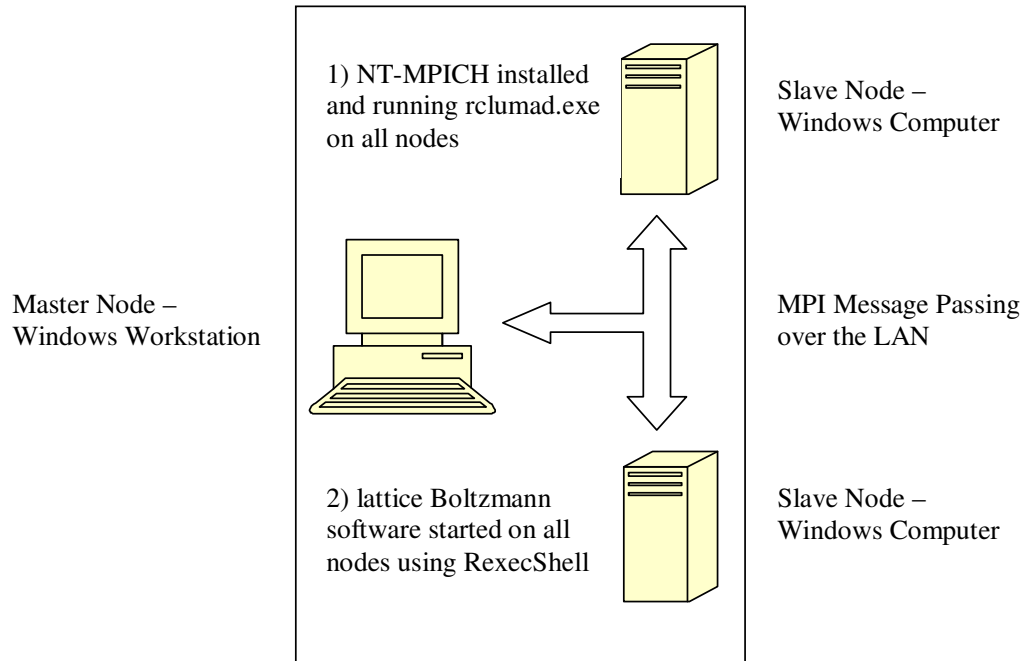 1) NT-MPICH installed
and running rclumad.exe
on all nodes
Slave Node –
Windows Computer
Master Node –
Windows Workstation
MPI Message Passing
over the LAN
2) lattice Boltzmann
software started on all
nodes using RexecShell
Slave Node –
Windows Computer